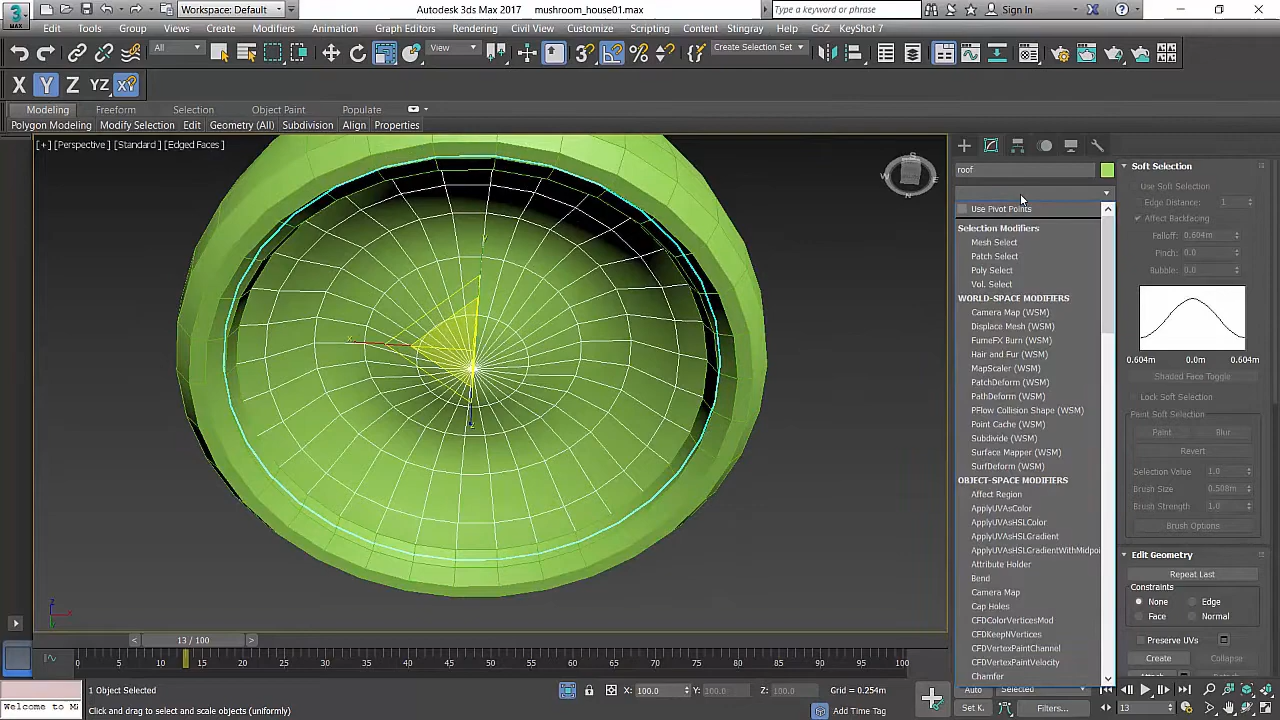 Workspace: Default
Autodesk 3ds Max 2017 mushroom_house01.max
Type a keyword or phrase
Sign In
Edit Tools Group Views Create Modifiers Animation Graph Editors Rendering Civil View Customize Scripting Content Stingray Help GoZ KeyShot 7
All View Create Selection Set
X Y Z YZ
Modeling Freeform Selection Object Paint Populate
Polygon Modeling Modify Selection Edit Geometry (All) Subdivision Align Properties
[+] [Perspective] [Standard] [Edged Faces]
roof
Use Pivot Points
Selection Modifiers
Mesh Select
Patch Select
Poly Select
Vol. Select
WORLD-SPACE MODIFIERS
Camera Map (WSM)
Displace Mesh (WSM)
FumeFX Burn (WSM)
Hair and Fur (WSM)
MapScaler (WSM)
PatchDeform (WSM)
PathDeform (WSM)
PFlow Collision Shape (WSM)
Point Cache (WSM)
Subdivide (WSM)
Surface Mapper (WSM)
SurfDeform (WSM)
OBJECT-SPACE MODIFIERS
Affect Region
ApplyUVAsColor
ApplyUVAsHSLColor
ApplyUVAsHSLGradient
ApplyUVAsHSLGradientWithMidpoi
Attribute Holder
Bend
Camera Map
Cap Holes
CFDColorVerticesMod
CFDKeepNVertices
CFDVertexPaintChannel
CFDVertexPaintVelocity
Chamfer
Soft Selection
Use Soft Selection
Edge Distance: 1
Affect Backfacing
Falloff: 0.604m
Pinch: 0.0
Bubble: 0.0
0.604m 0.0m 0.604m
Shaded Face Toggle
Lock Soft Selection
Paint Soft Selection
Paint Blur
Revert
Selection Value 1.0
Brush Size 0.508m
Brush Strength 1.0
Brush Options
Edit Geometry
Repeat Last
Constraints
None Edge
Face Normal
Preserve UVs
Create Collapse
13 / 100
0 5 10 15 20 25 30 35 40 45 50 55 60 65 70 75 80 85 90 95 100
1 Object Selected
X: 100.0 Y: 100.0 Z: 100.0 Grid = 0.254m
Auto Selected
Welcome to M
Click and drag to select and scale objects (uniformly)
Add Time Tag
Set K. Filters... 13